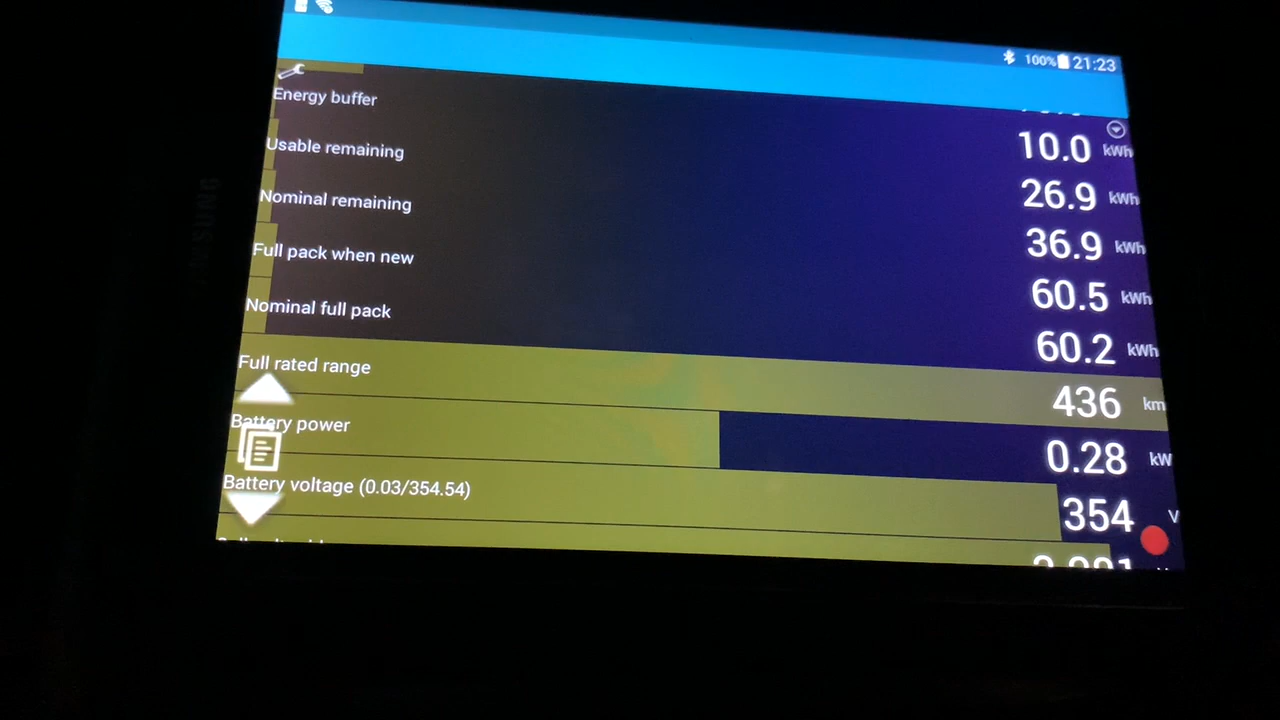 100% 21:23
Energy buffer 10.0 kWh
Usable remaining 26.9 kWh
Nominal remaining 36.9 kWh
Full pack when new 60.5 kWh
Nominal full pack 60.2 kWh
Full rated range 436 km
Battery power 0.28 kW
Battery voltage (0.03/354.54) 354 V